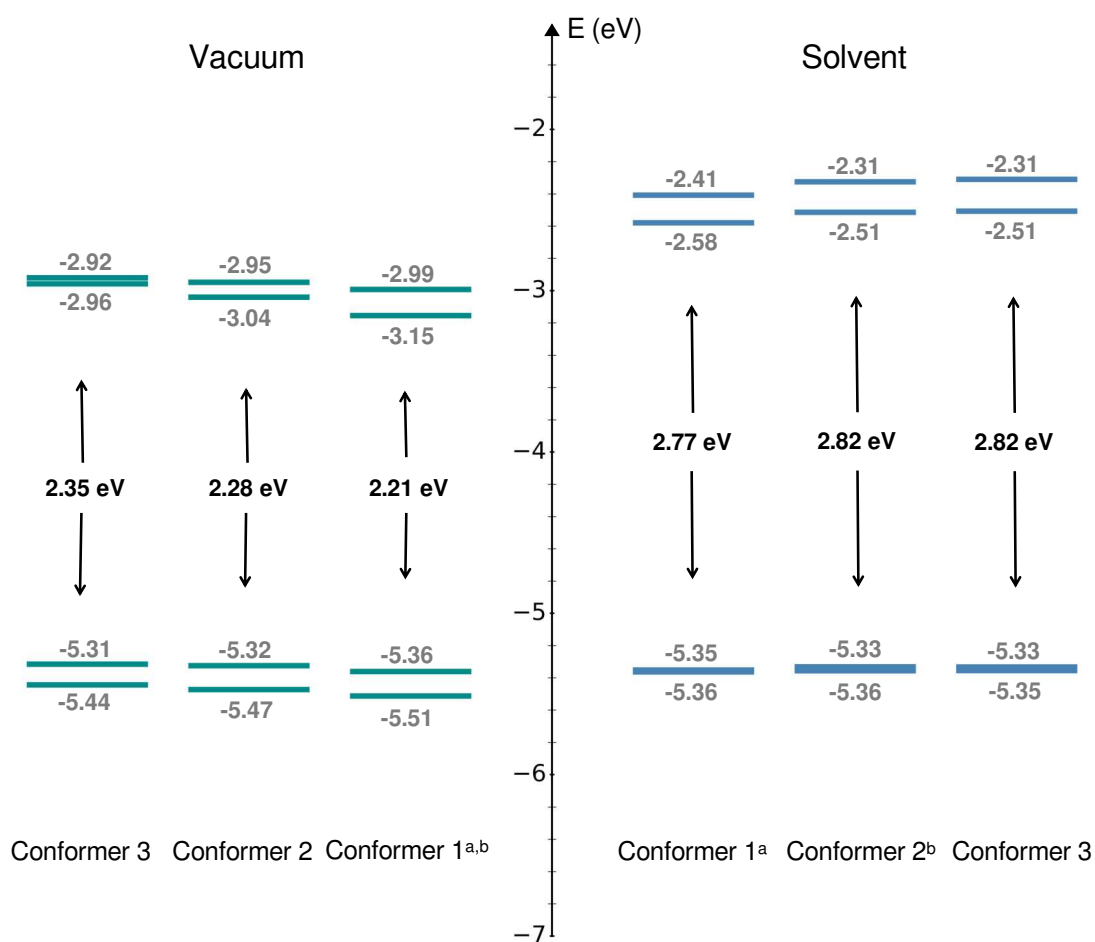 E (eV)
Vacuum
Solvent
−2
−3
−4
−5
−6
−7
-2.92
-2.96
2.35 eV
-5.31
-5.44
Conformer 3
-2.95
-3.04
2.28 eV
-5.32
-5.47
Conformer 2
-2.99
-3.15
2.21 eV
-5.36
-5.51
Conformer 1a,b
-2.41
-2.58
2.77 eV
-5.35
-5.36
Conformer 1a
-2.31
-2.51
2.82 eV
-5.33
-5.36
Conformer 2b
-2.31
-2.51
2.82 eV
-5.33
-5.35
Conformer 3